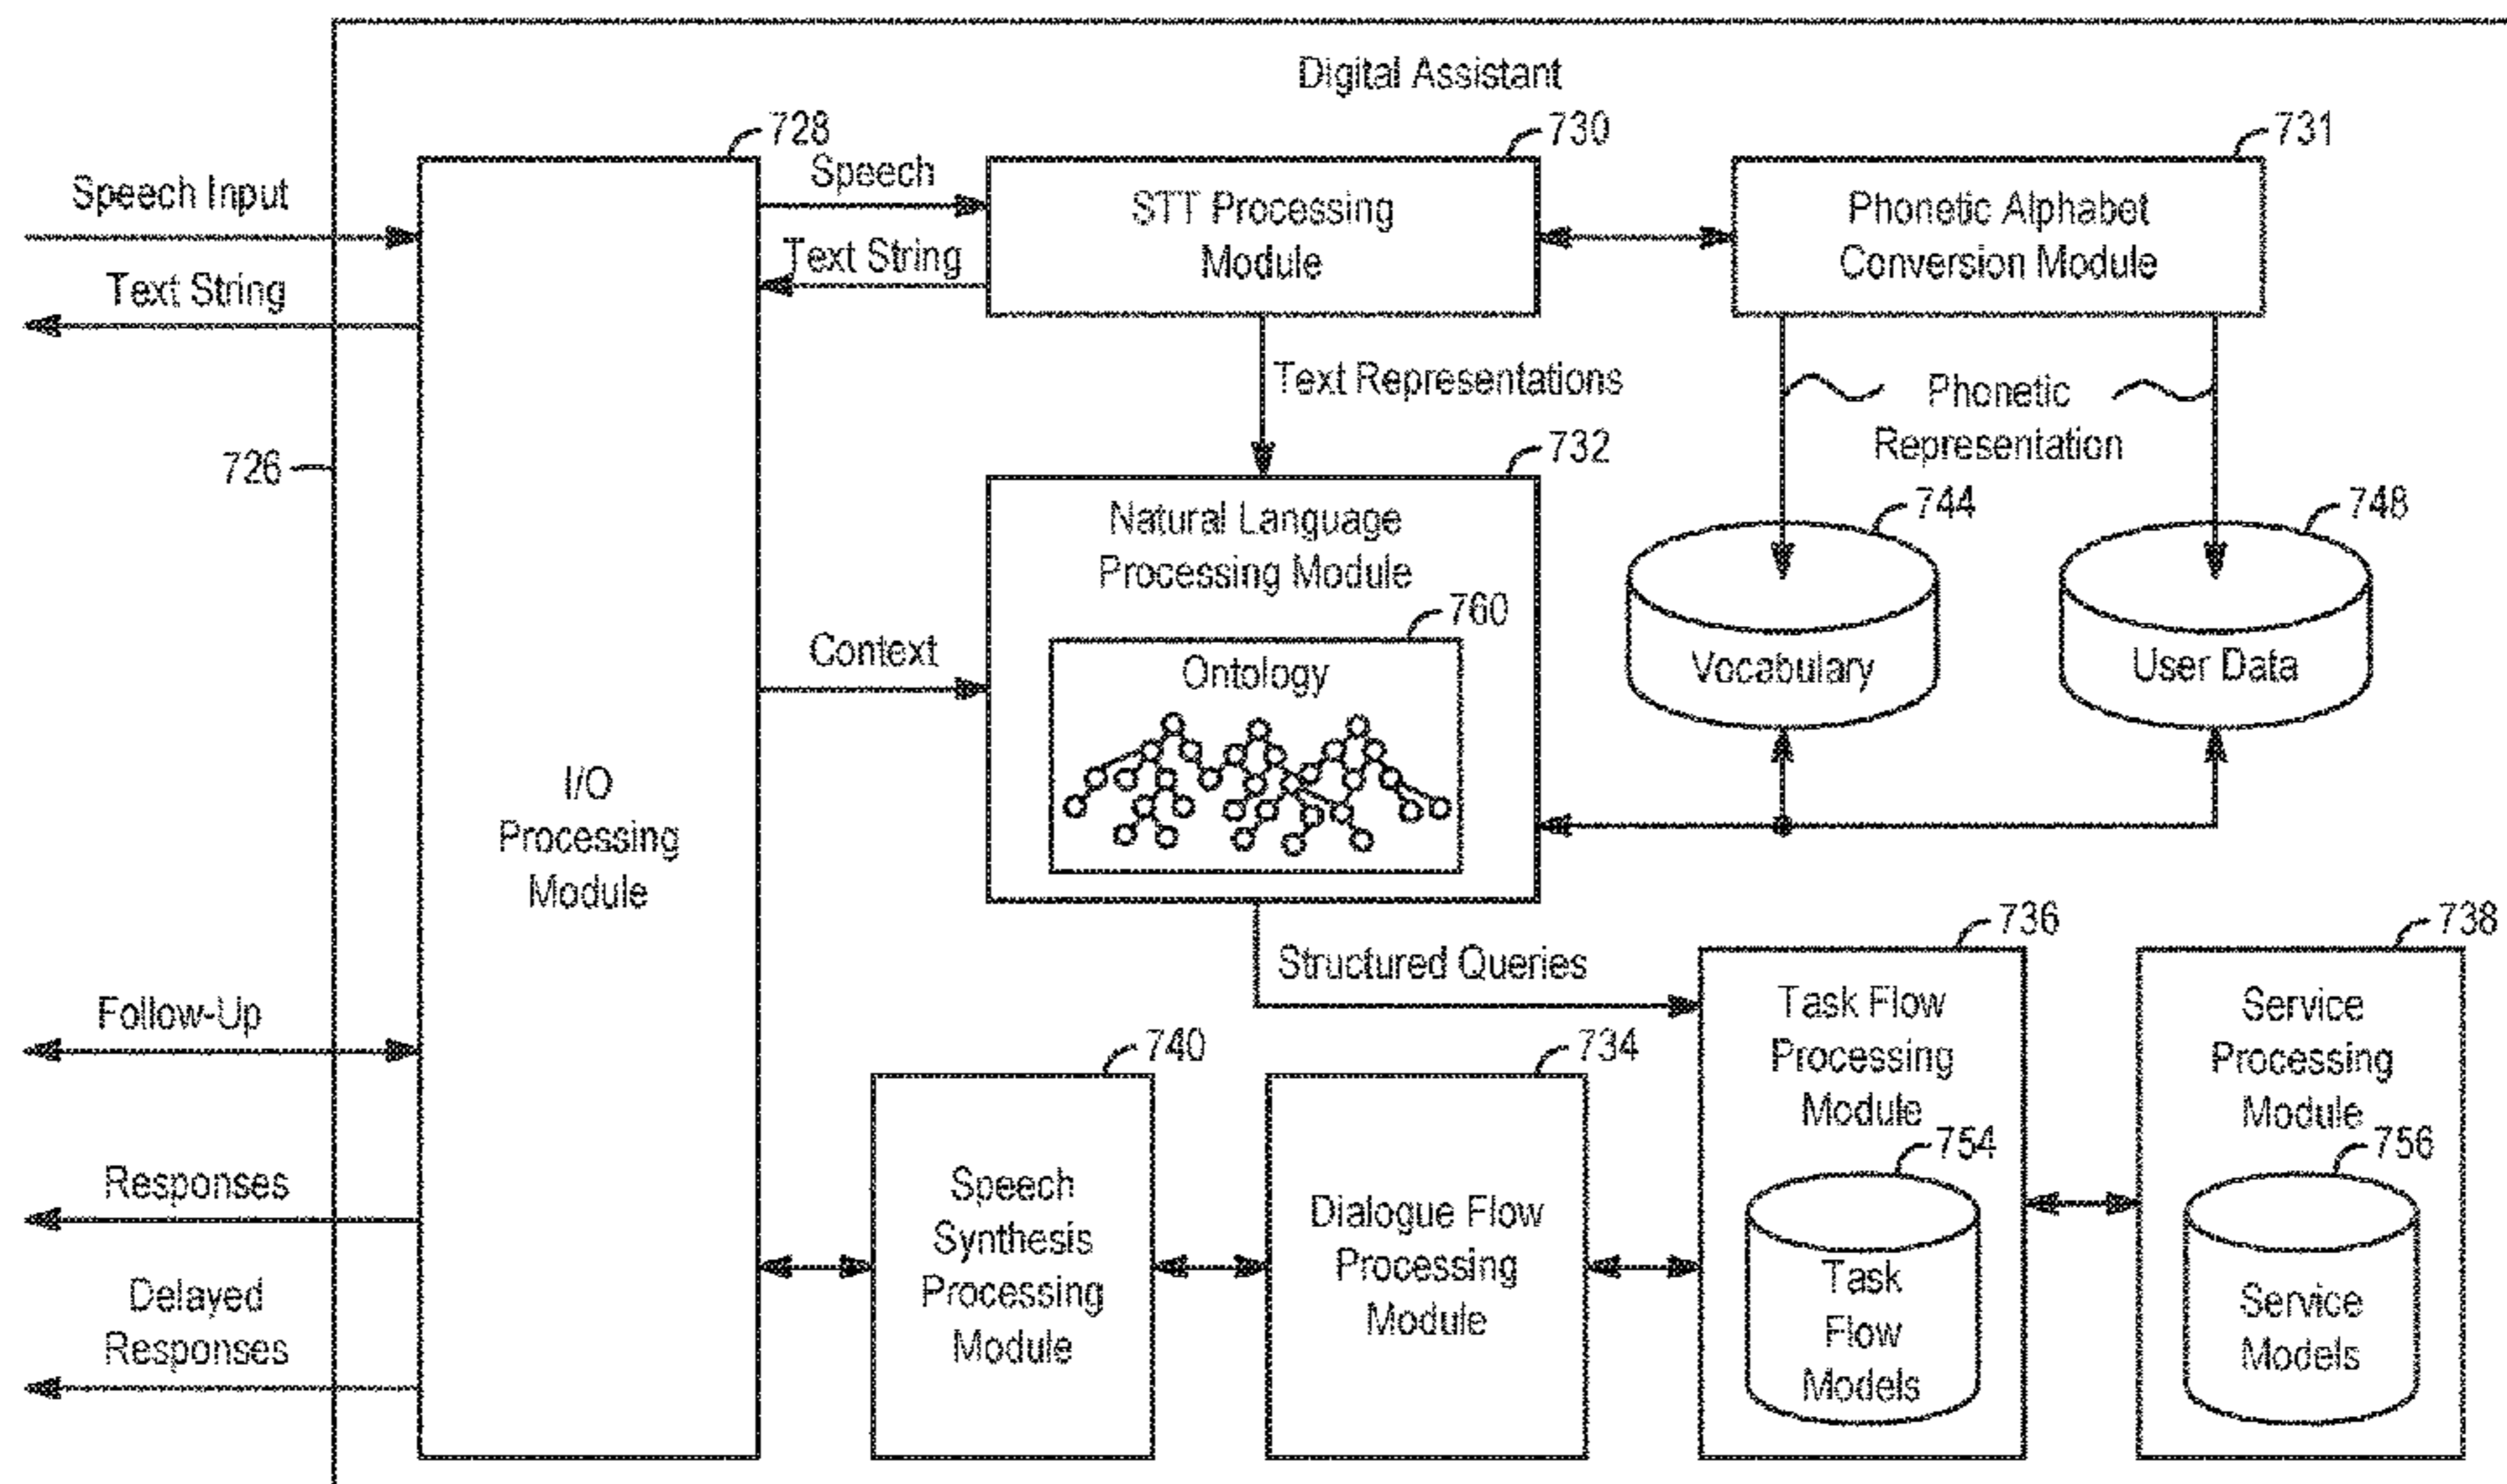 Digital Assistant
728
730
731
Speech Input
Speech
STT Processing
Module
Phonetic Alphabet
Conversion Module
Text String
Text String
Text Representations
Phonetic
Representation
726
732
744
748
Natural Language
Processing Module
760
Context
Ontology
Vocabulary
User Data
I/O
Processing
Module
736
738
Structured Queries
Follow-Up
Task Flow
Processing
Module
Service
Processing
Module
740
734
754
756
Responses
Speech
Synthesis
Processing
Module
Dialogue Flow
Processing
Module
Task
Flow
Models
Service
Models
Delayed
Responses